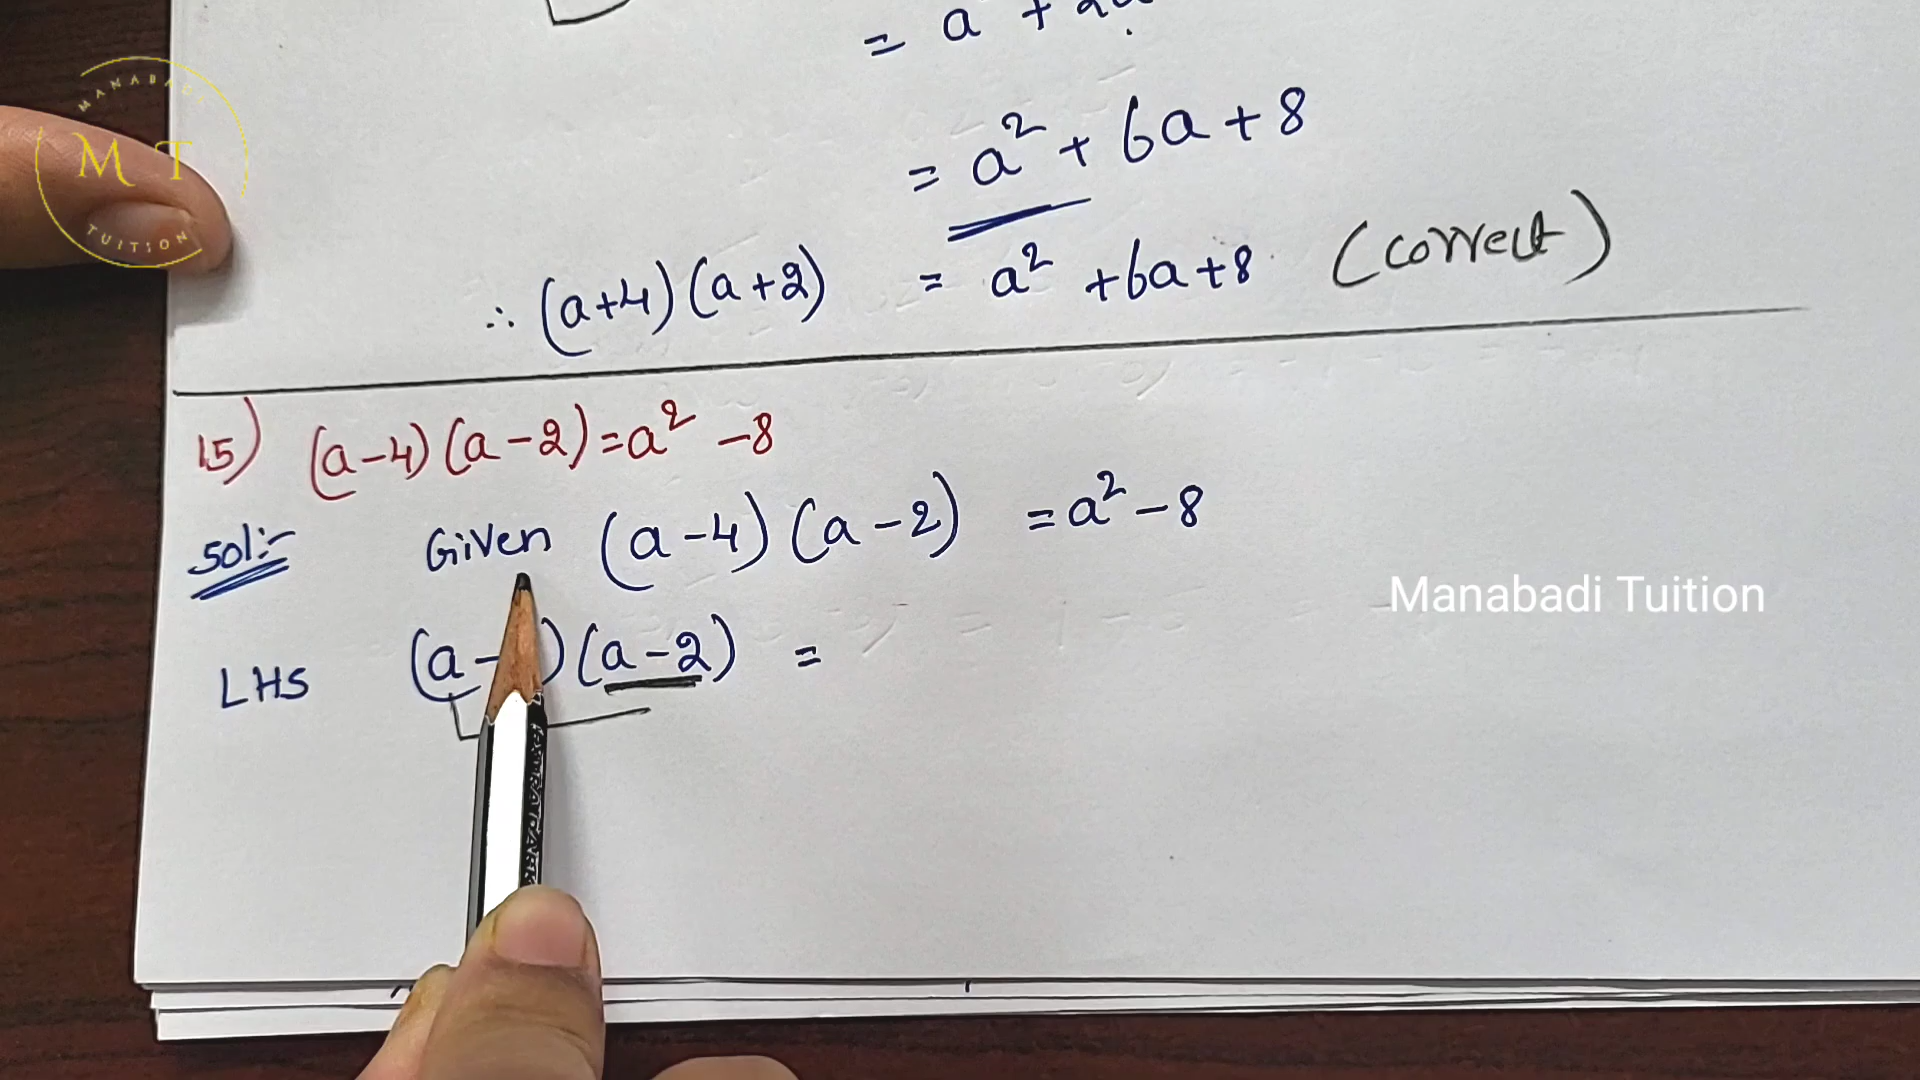 = a + 2
= a² + 6a + 8
∴ (a+4)(a+2) = a² + 6a + 8 (correct)
15) (a-4)(a-2) = a² - 8
Sol:- Given (a-4)(a-2) = a² - 8
LHS (a- )(a-2) =
Manabadi Tuition
MANABADI
MT
TUITION